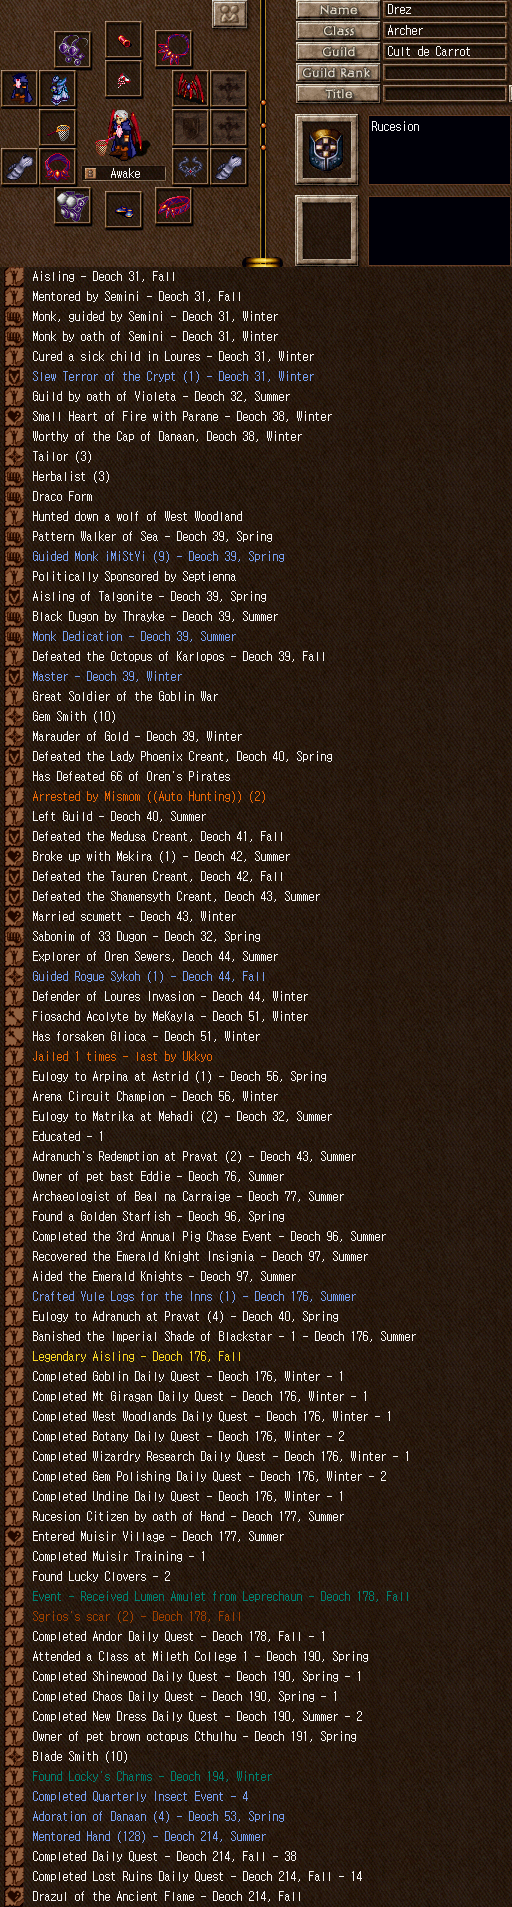 Name
Drez
Class
Archer
Guild
Cult de Carrot
Guild Rank
Title
Rucesion
Awake
Aisling - Deoch 31, Fall
Mentored by Semini - Deoch 31, Fall
Monk, guided by Semini - Deoch 31, Winter
Monk by oath of Semini - Deoch 31, Winter
Cured a sick child in Loures - Deoch 31, Winter
Slew Terror of the Crypt (1) - Deoch 31, Winter
Guild by oath of Violeta - Deoch 32, Summer
Small Heart of Fire with Parane - Deoch 38, Winter
Worthy of the Cap of Danaan, Deoch 38, Winter
Tailor (3)
Herbalist (3)
Draco Form
Hunted down a wolf of West Woodland
Pattern Walker of Sea - Deoch 39, Spring
Guided Monk iMiStVi (9) - Deoch 39, Spring
Politically Sponsored by Septienna
Aisling of Talgonite - Deoch 39, Spring
Black Dugon by Thrayke - Deoch 39, Summer
Monk Dedication - Deoch 39, Summer
Defeated the Octopus of Karlopos - Deoch 39, Fall
Master - Deoch 39, Winter
Great Soldier of the Goblin War
Gem Smith (10)
Marauder of Gold - Deoch 39, Winter
Defeated the Lady Phoenix Creant, Deoch 40, Spring
Has Defeated 66 of Oren's Pirates
Arrested by Mismom ((Auto Hunting)) (2)
Left Guild - Deoch 40, Summer
Defeated the Medusa Creant, Deoch 41, Fall
Broke up with Mekira (1) - Deoch 42, Summer
Defeated the Tauren Creant, Deoch 42, Fall
Defeated the Shamensyth Creant, Deoch 43, Summer
Married scumett - Deoch 43, Winter
Sabonim of 33 Dugon - Deoch 32, Spring
Explorer of Oren Sewers, Deoch 44, Summer
Guided Rogue Sykoh (1) - Deoch 44, Fall
Defender of Loures Invasion - Deoch 44, Winter
Fiosachd Acolyte by MeKayla - Deoch 51, Winter
Has forsaken Glioca - Deoch 51, Winter
Jailed 1 times - last by Ukkyo
Eulogy to Arpina at Astrid (1) - Deoch 56, Spring
Arena Circuit Champion - Deoch 56, Winter
Eulogy to Matrika at Mehadi (2) - Deoch 32, Summer
Educated - 1
Adranuch's Redemption at Pravat (2) - Deoch 43, Summer
Owner of pet bast Eddie - Deoch 76, Summer
Archaeologist of Beal na Carraige - Deoch 77, Summer
Found a Golden Starfish - Deoch 96, Spring
Completed the 3rd Annual Pig Chase Event - Deoch 96, Summer
Recovered the Emerald Knight Insignia - Deoch 97, Summer
Aided the Emerald Knights - Deoch 97, Summer
Crafted Yule Logs for the Inns (1) - Deoch 176, Summer
Eulogy to Adranuch at Pravat (4) - Deoch 40, Spring
Banished the Imperial Shade of Blackstar - 1 - Deoch 176, Summer
Legendary Aisling - Deoch 176, Fall
Completed Goblin Daily Quest - Deoch 176, Winter - 1
Completed Mt Giragan Daily Quest - Deoch 176, Winter - 1
Completed West Woodlands Daily Quest - Deoch 176, Winter - 1
Completed Botany Daily Quest - Deoch 176, Winter - 2
Completed Wizardry Research Daily Quest - Deoch 176, Winter - 1
Completed Gem Polishing Daily Quest - Deoch 176, Winter - 2
Completed Undine Daily Quest - Deoch 176, Winter - 1
Rucesion Citizen by oath of Hand - Deoch 177, Summer
Entered Muisir Village - Deoch 177, Summer
Completed Muisir Training - 1
Found Lucky Clovers - 2
Event - Received Lumen Amulet from Leprechaun - Deoch 178, Fall
Sgrios's scar (2) - Deoch 178, Fall
Completed Andor Daily Quest - Deoch 178, Fall - 1
Attended a Class at Mileth College 1 - Deoch 190, Spring
Completed Shinewood Daily Quest - Deoch 190, Spring - 1
Completed Chaos Daily Quest - Deoch 190, Spring - 1
Completed New Dress Daily Quest - Deoch 190, Summer - 2
Owner of pet brown octopus Cthulhu - Deoch 191, Spring
Blade Smith (10)
Found Locky's Charms - Deoch 194, Winter
Completed Quarterly Insect Event - 4
Adoration of Danaan (4) - Deoch 53, Spring
Mentored Hand (128) - Deoch 214, Summer
Completed Daily Quest - Deoch 214, Fall - 38
Completed Lost Ruins Daily Quest - Deoch 214, Fall - 14
Drazul of the Ancient Flame - Deoch 214, Fall